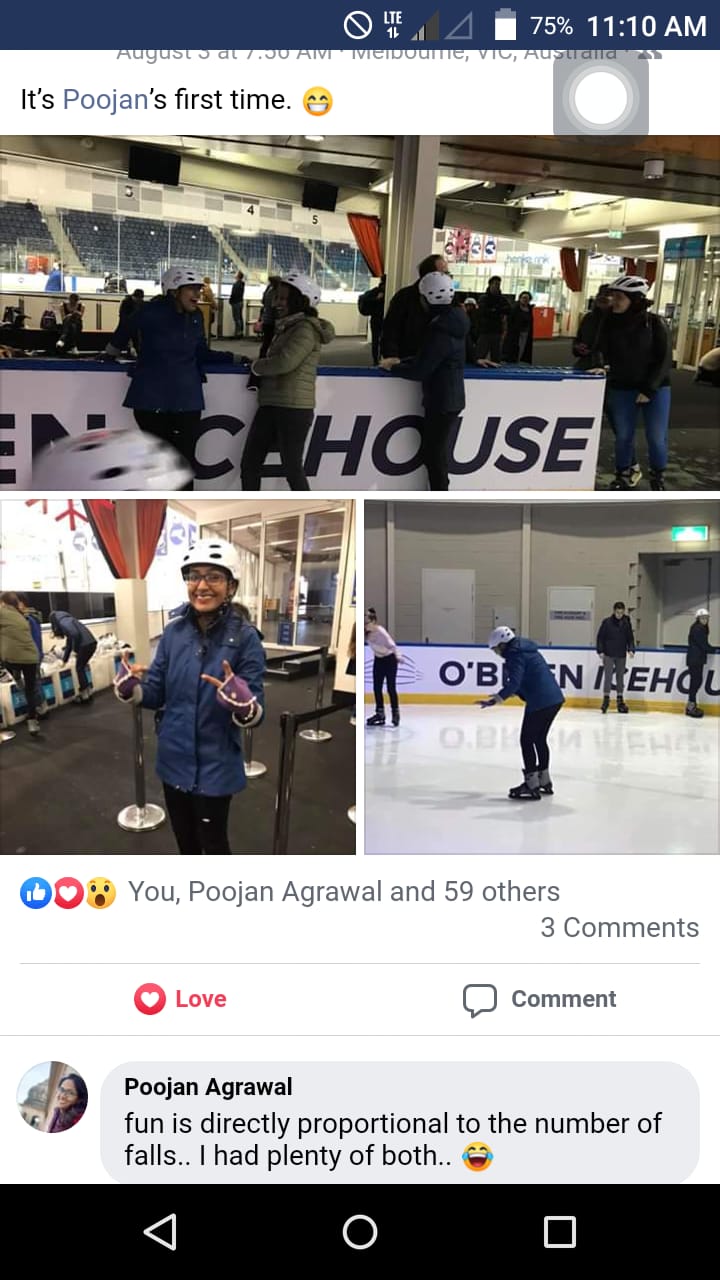 LTE 75% 11:10 AM
August 3 at 7:56 AM · Melbourne, VIC, Australia ·
It's Poojan's first time. 😁
3
4
5
EN ICEHOUSE
O'BRIEN ICEHOU
You, Poojan Agrawal and 59 others
3 Comments
Love Comment
Poojan Agrawal
fun is directly proportional to the number of
falls.. I had plenty of both.. 😂